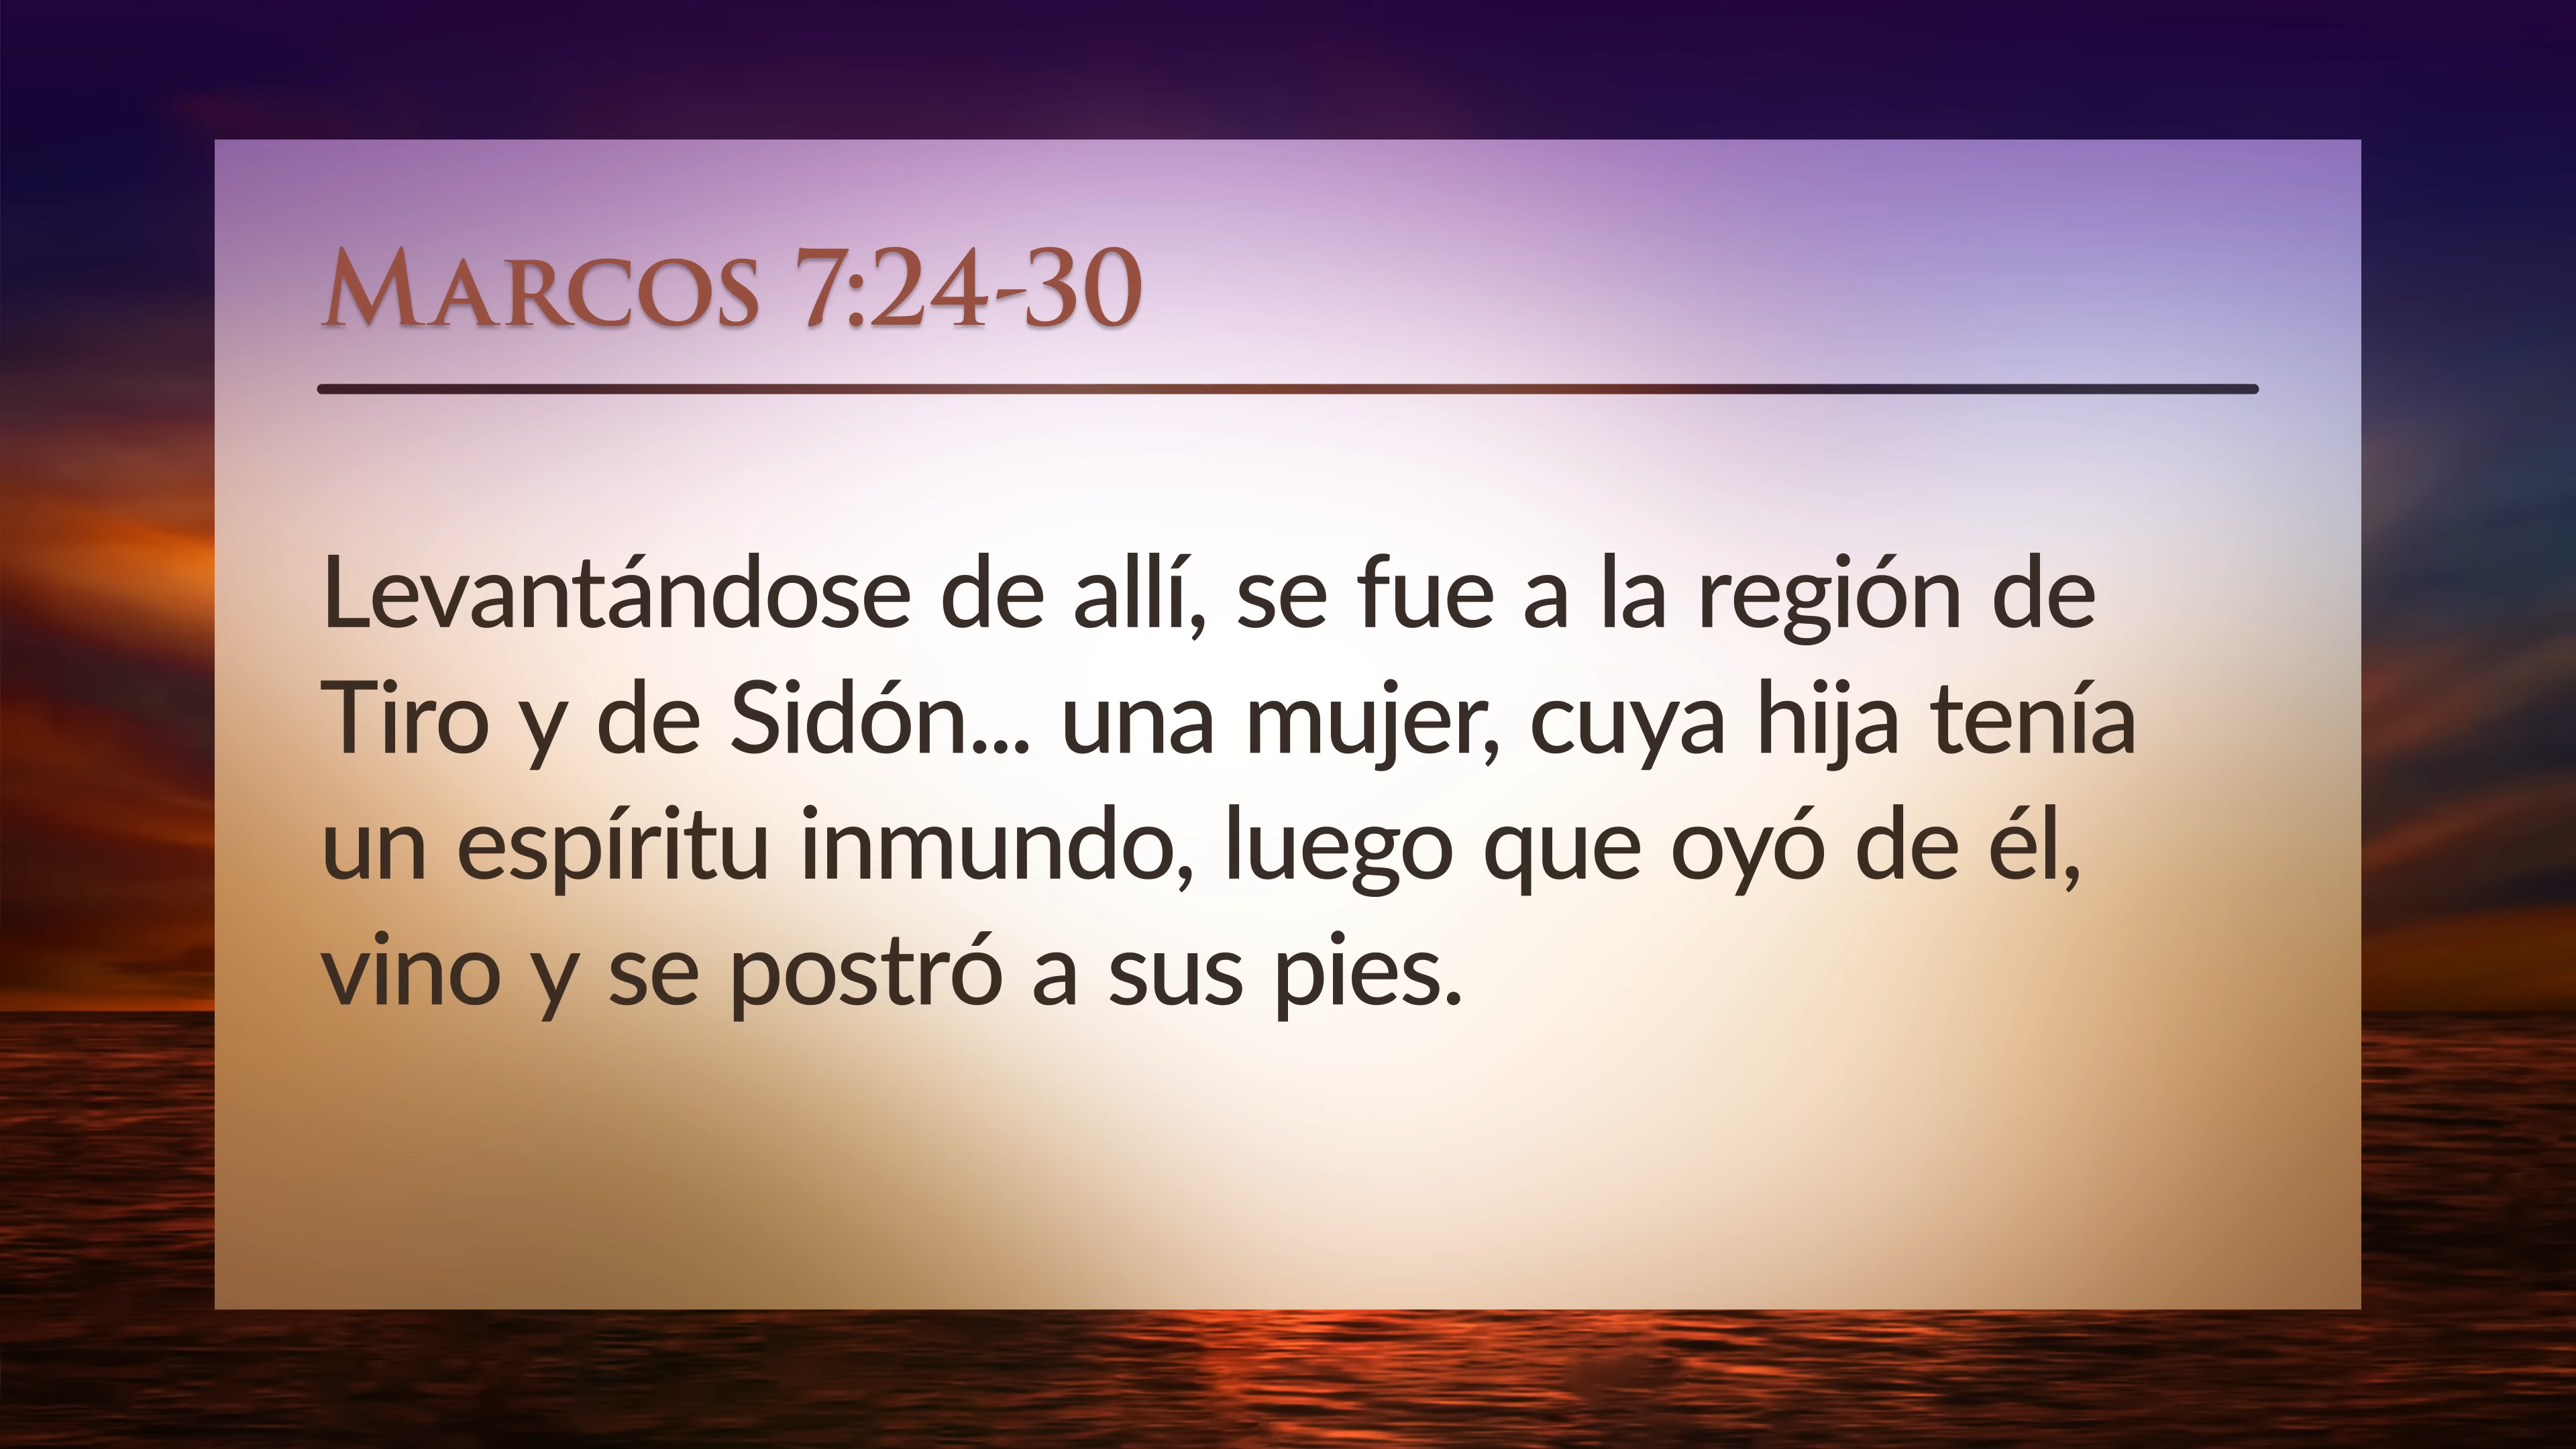 Marcos 7:24-30
Levantándose de allí, se fue a la región de
Tiro y de Sidón... una mujer, cuya hija tenía
un espíritu inmundo, luego que oyó de él,
vino y se postró a sus pies.